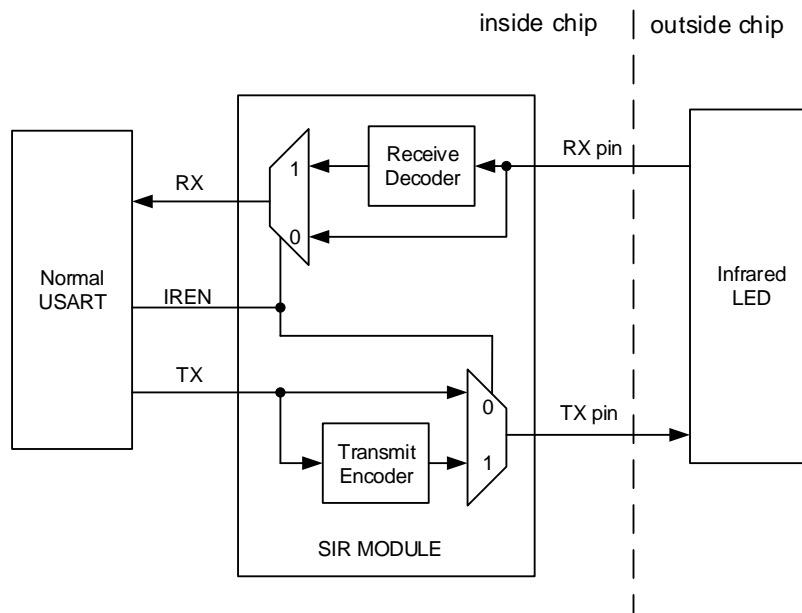 inside chip
outside chip
Receive
Decoder
RX pin
1
RX
0
Normal
USART
IREN
Infrared
LED
TX
0
TX pin
Transmit
Encoder
1
SIR MODULE